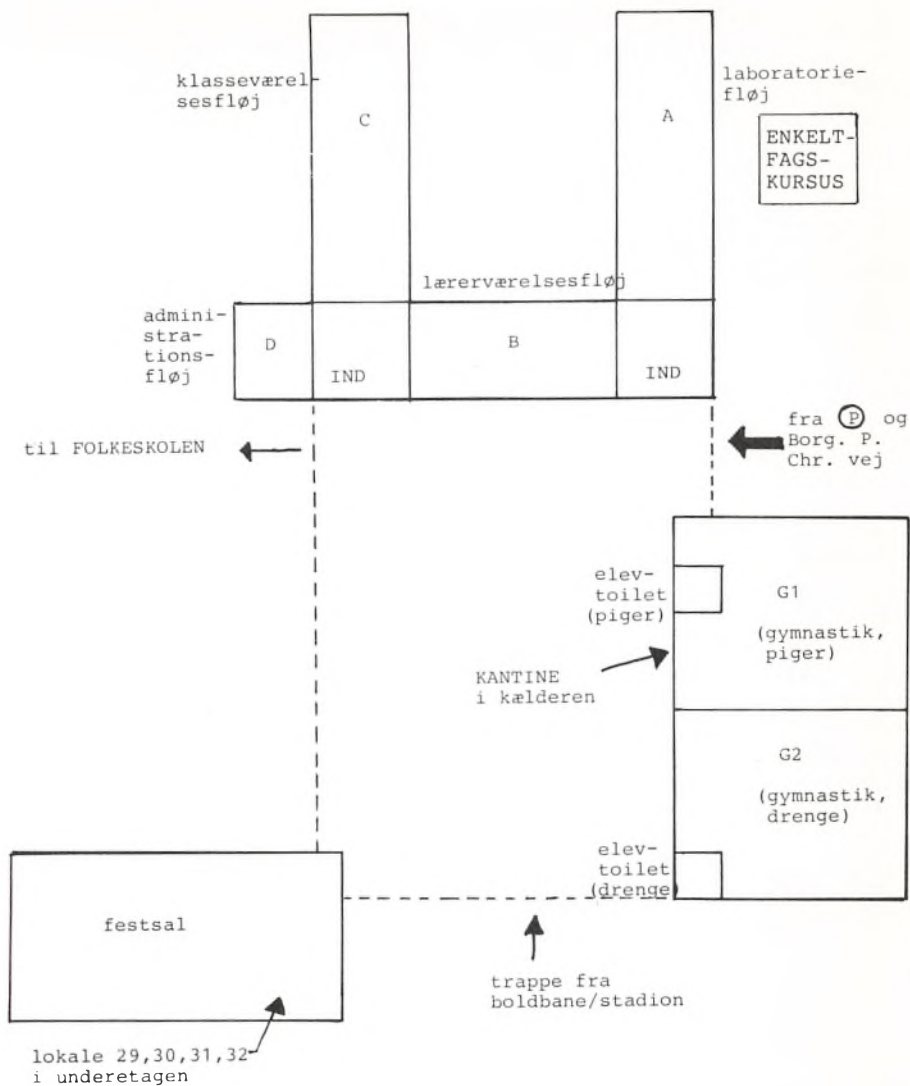 klasseværel-
sesfløj
C
A
laboratorie-
fløj
ENKELT-
FAGS-
KURSUS
lærerværelsesfløj
admini-
stra-
tions-
fløj
D
IND
B
IND
til FOLKESKOLEN
fra P og
Borg. P.
Chr. vej
elev-
toilet
(piger)
G1
(gymnastik,
piger)
KANTINE
i kælderen
G2
(gymnastik,
drenge)
elev-
toilet
(drenge)
festsal
trappe fra
boldbane/stadion
lokale 29,30,31,32
i underetagen